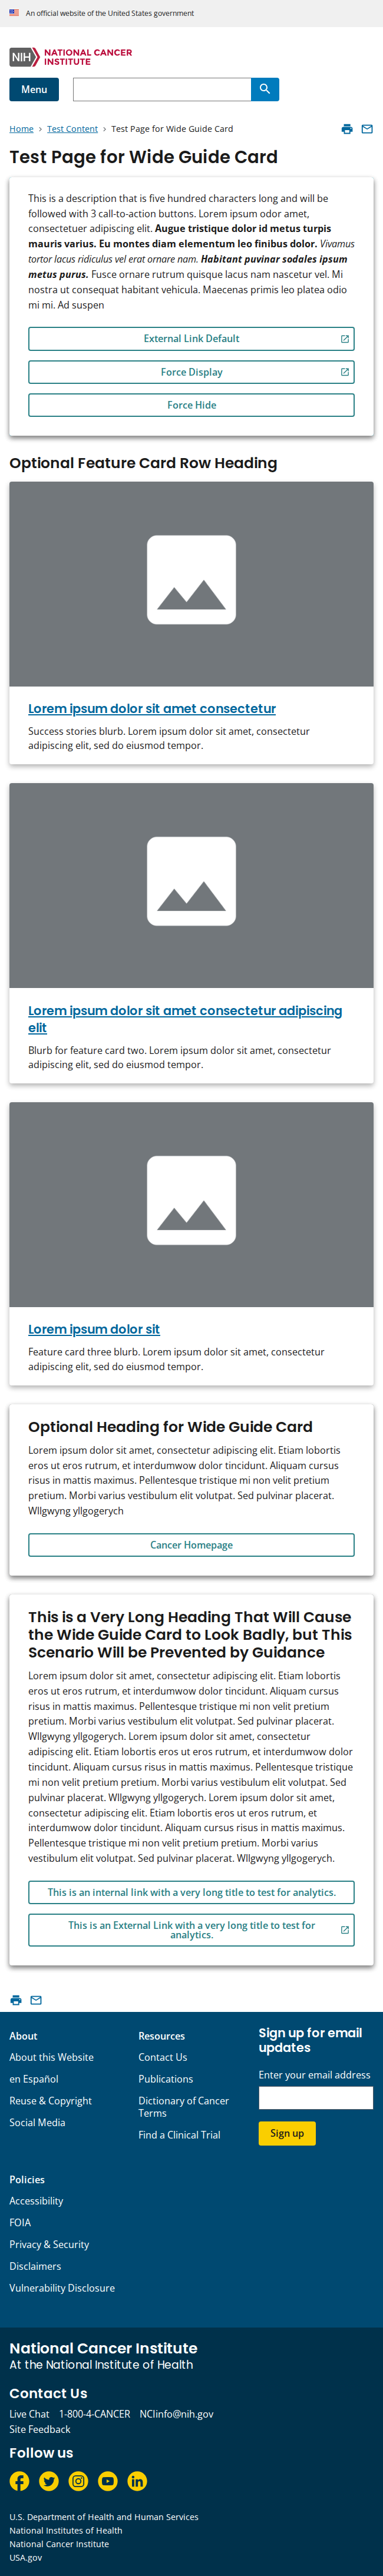 An official website of the United States government
NIH NATIONAL CANCER
INSTITUTE
Menu
Home > Test Content > Test Page for Wide Guide Card
Test Page for Wide Guide Card
This is a description that is five hundred characters long and will be
followed with 3 call-to-action buttons. Lorem ipsum odor amet,
consectetuer adipiscing elit. Augue tristique dolor id metus turpis
mauris varius. Eu montes diam elementum leo finibus dolor. Vivamus
tortor lacus ridiculus vel erat ornare nam. Habitant puvinar sodales ipsum
metus purus. Fusce ornare rutrum quisque lacus nam nascetur vel. Mi
nostra ut consequat habitant vehicula. Maecenas primis leo platea odio
mi mi. Ad suspen
External Link Default
Force Display
Force Hide
Optional Feature Card Row Heading
Lorem ipsum dolor sit amet consectetur
Success stories blurb. Lorem ipsum dolor sit amet, consectetur
adipiscing elit, sed do eiusmod tempor.
Lorem ipsum dolor sit amet consectetur adipiscing
elit
Blurb for feature card two. Lorem ipsum dolor sit amet, consectetur
adipiscing elit, sed do eiusmod tempor.
Lorem ipsum dolor sit
Feature card three blurb. Lorem ipsum dolor sit amet, consectetur
adipiscing elit, sed do eiusmod tempor.
Optional Heading for Wide Guide Card
Lorem ipsum dolor sit amet, consectetur adipiscing elit. Etiam lobortis
eros ut eros rutrum, et interdumwow dolor tincidunt. Aliquam cursus
risus in mattis maximus. Pellentesque tristique mi non velit pretium
pretium. Morbi varius vestibulum elit volutpat. Sed pulvinar placerat.
Wllgwyng yllgogerych
Cancer Homepage
This is a Very Long Heading That Will Cause
the Wide Guide Card to Look Badly, but This
Scenario Will be Prevented by Guidance
Lorem ipsum dolor sit amet, consectetur adipiscing elit. Etiam lobortis
eros ut eros rutrum, et interdumwow dolor tincidunt. Aliquam cursus
risus in mattis maximus. Pellentesque tristique mi non velit pretium
pretium. Morbi varius vestibulum elit volutpat. Sed pulvinar placerat.
Wllgwyng yllgogerych. Lorem ipsum dolor sit amet, consectetur
adipiscing elit. Etiam lobortis eros ut eros rutrum, et interdumwow dolor
tincidunt. Aliquam cursus risus in mattis maximus. Pellentesque tristique
mi non velit pretium pretium. Morbi varius vestibulum elit volutpat. Sed
pulvinar placerat. Wllgwyng yllgogerych. Lorem ipsum dolor sit amet,
consectetur adipiscing elit. Etiam lobortis eros ut eros rutrum, et
interdumwow dolor tincidunt. Aliquam cursus risus in mattis maximus.
Pellentesque tristique mi non velit pretium pretium. Morbi varius
vestibulum elit volutpat. Sed pulvinar placerat. Wllgwyng yllgogerych.
This is an internal link with a very long title to test for analytics.
This is an External Link with a very long title to test for
analytics.
About
About this Website
en Español
Reuse & Copyright
Social Media
Resources
Contact Us
Publications
Dictionary of Cancer
Terms
Find a Clinical Trial
Sign up for email
updates
Enter your email address
Sign up
Policies
Accessibility
FOIA
Privacy & Security
Disclaimers
Vulnerability Disclosure
National Cancer Institute
At the National Institute of Health
Contact Us
Live Chat 1-800-4-CANCER NCIinfo@nih.gov
Site Feedback
Follow us
U.S. Department of Health and Human Services
National Institutes of Health
National Cancer Institute
USA.gov